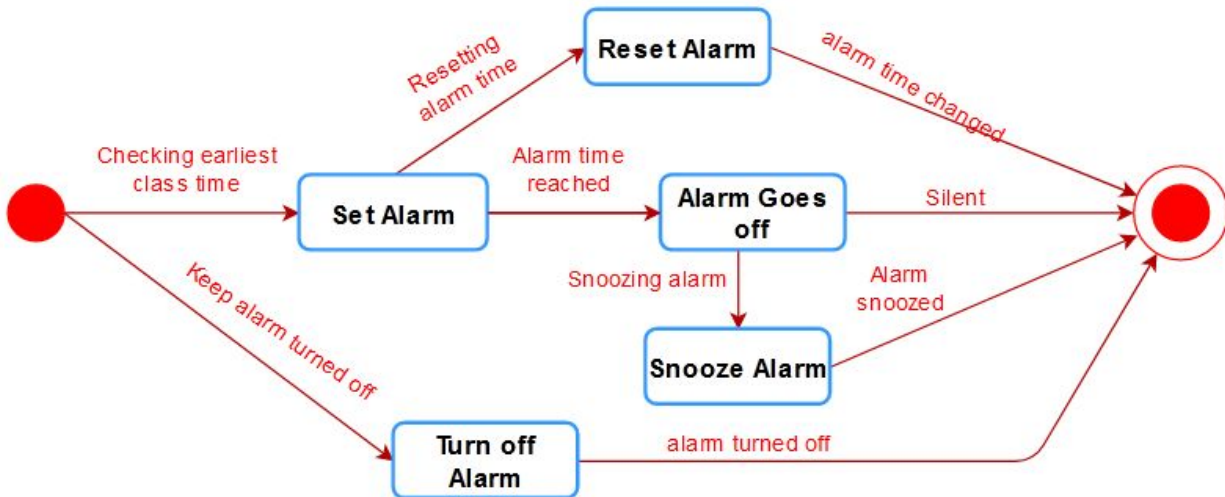 Reset Alarm
Resetting
alarm time
alarm time changed
Checking earliest
class time
Set Alarm
Alarm time
reached
Alarm Goes
off
Silent
Snoozing alarm
Alarm
snoozed
Keep alarm turned off
Snooze Alarm
Turn off
Alarm
alarm turned off